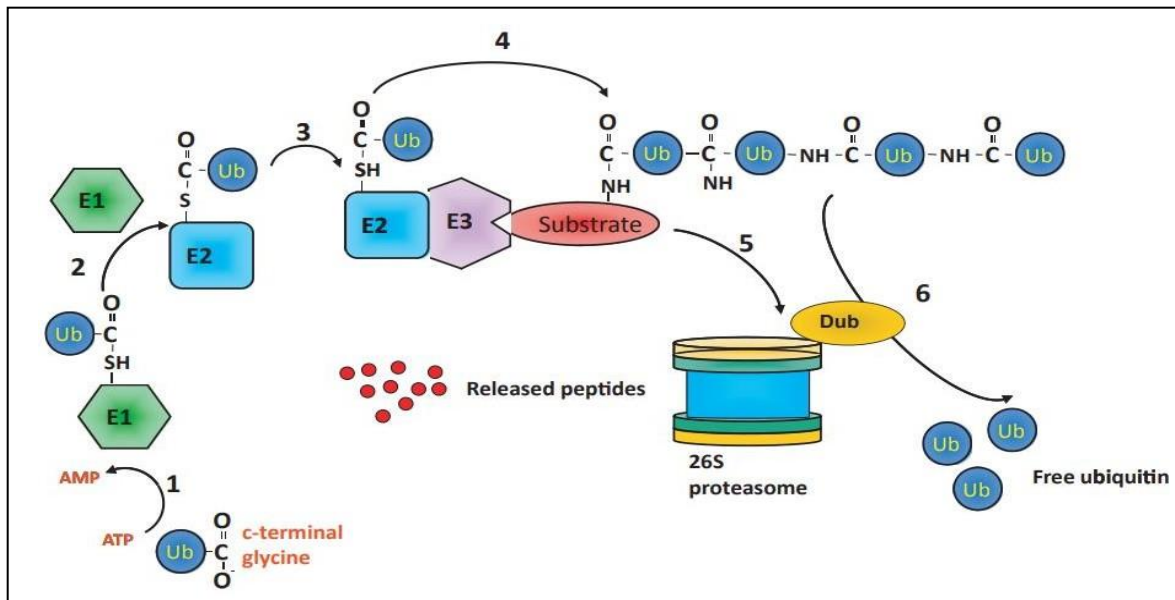 4
3
O
C
Ub
S
E2
E1
2
O
C
Ub
SH
E1
O
C
Ub
SH
E2
E3
Substrate
O
C
NH
Ub
O
C
NH
Ub
NH
O
C
Ub
NH
O
C
Ub
5
6
Dub
Released peptides
26S
proteasome
Ub
Ub
Ub
Free ubiquitin
AMP
1
ATP
Ub
O
C
O-
c-terminal
glycine